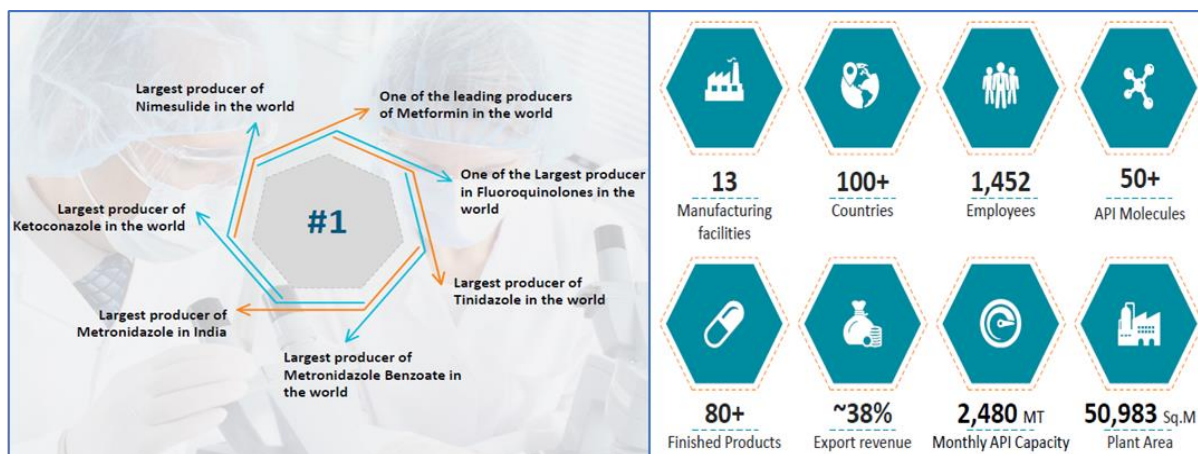 Largest producer of
Nimesulide in the world
One of the leading producers
of Metformin in the world
One of the Largest producer
in Fluoroquinolones in the
world
Largest producer of
Ketoconazole in the world
#1
Largest producer of
Tinidazole in the world
Largest producer of
Metronidazole in India
Largest producer of
Metronidazole Benzoate in
the world
13
Manufacturing
facilities
100+
Countries
1,452
Employees
50+
API Molecules
80+
Finished Products
~38%
Export revenue
2,480 MT
Monthly API Capacity
50,983 Sq.M
Plant Area